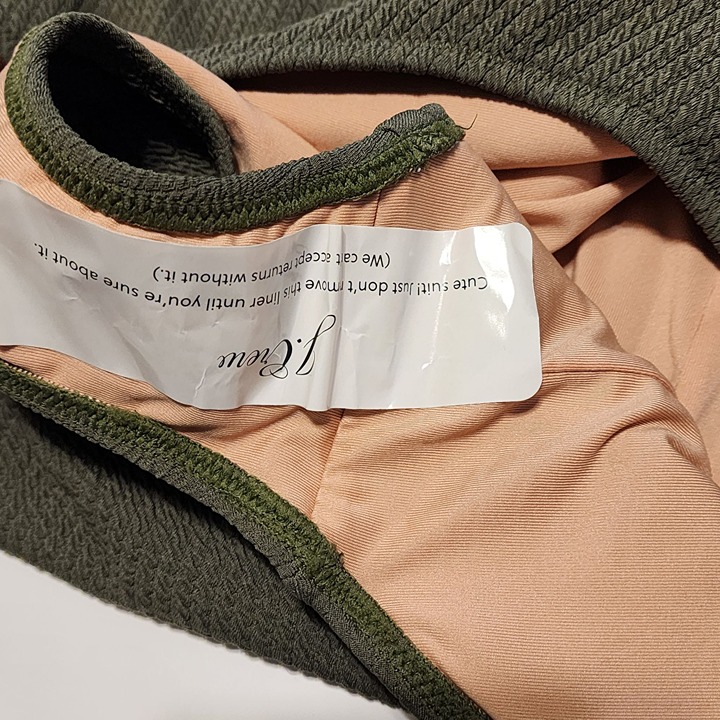 J.Crew
Cute suit! Just don't move this liner until you're sure about it.
(We can't accept returns without it.)